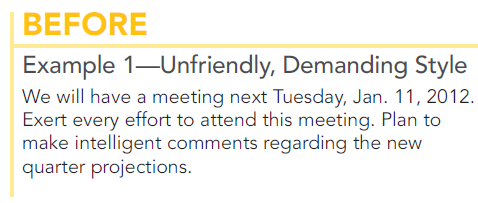 BEFORE
Example 1—Unfriendly, Demanding Style
We will have a meeting next Tuesday, Jan. 11, 2012.
Exert every effort to attend this meeting. Plan to
make intelligent comments regarding the new
quarter projections.